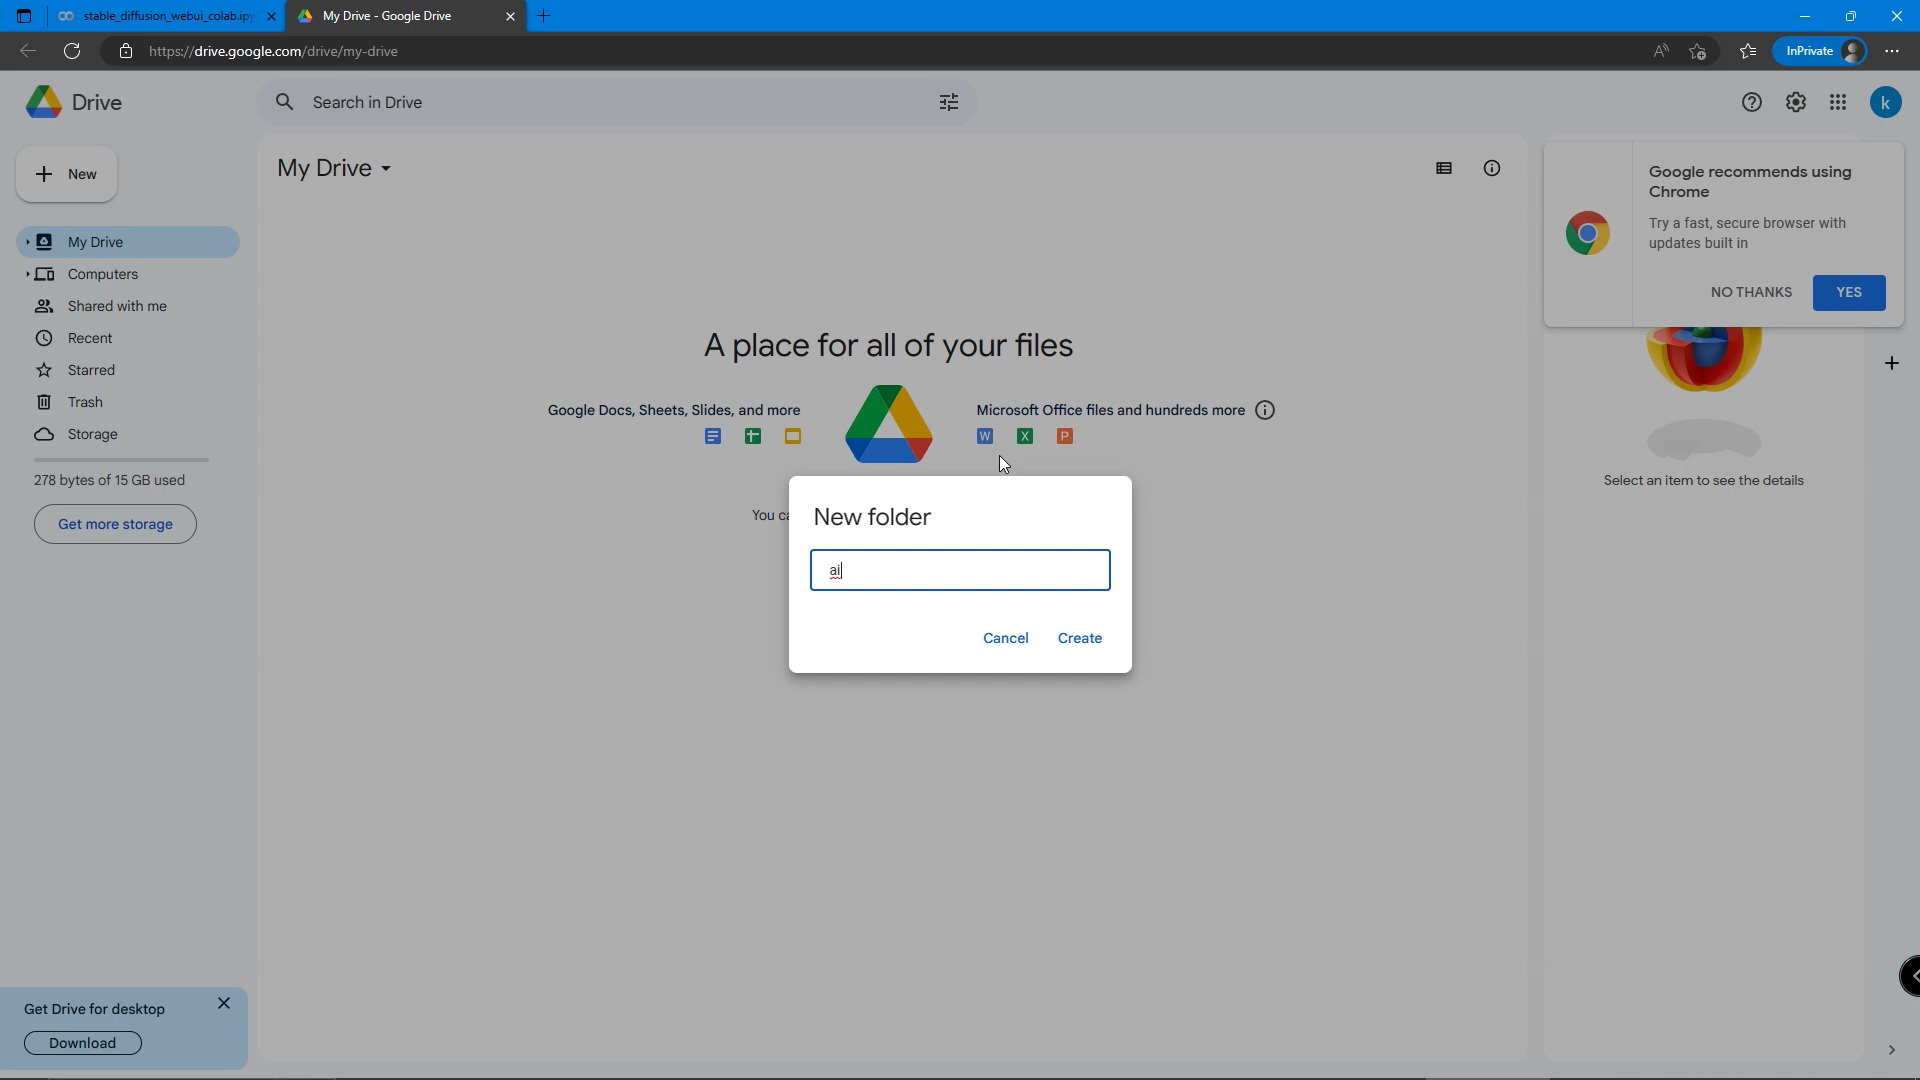 stable_diffusion_webui_colab.ipy
My Drive - Google Drive
https://drive.google.com/drive/my-drive
InPrivate
Drive
Search in Drive
k
New
My Drive
Computers
Shared with me
Recent
Starred
Trash
Storage
278 bytes of 15 GB used
Get more storage
My Drive
A place for all of your files
Google Docs, Sheets, Slides, and more
Microsoft Office files and hundreds more
W X P
You ca
New folder
ai
Cancel Create
Google recommends using
Chrome
Try a fast, secure browser with
updates built in
NO THANKS YES
Select an item to see the details
Get Drive for desktop
Download